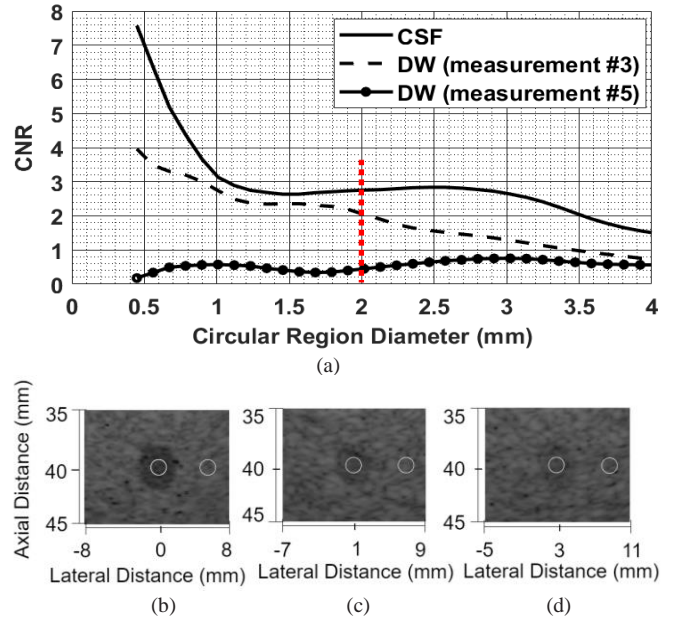 8
7
6
5
4
3
2
1
0
CNR
CSF
DW (measurement #3)
DW (measurement #5)
0 0.5 1 1.5 2 2.5 3 3.5 4
Circular Region Diameter (mm)
(a)
Axial Distance (mm)
35
40
45
-8 0 8
Lateral Distance (mm)
(b)
35
40
45
-7 1 9
Lateral Distance (mm)
(c)
35
40
45
-5 3 11
Lateral Distance (mm)
(d)